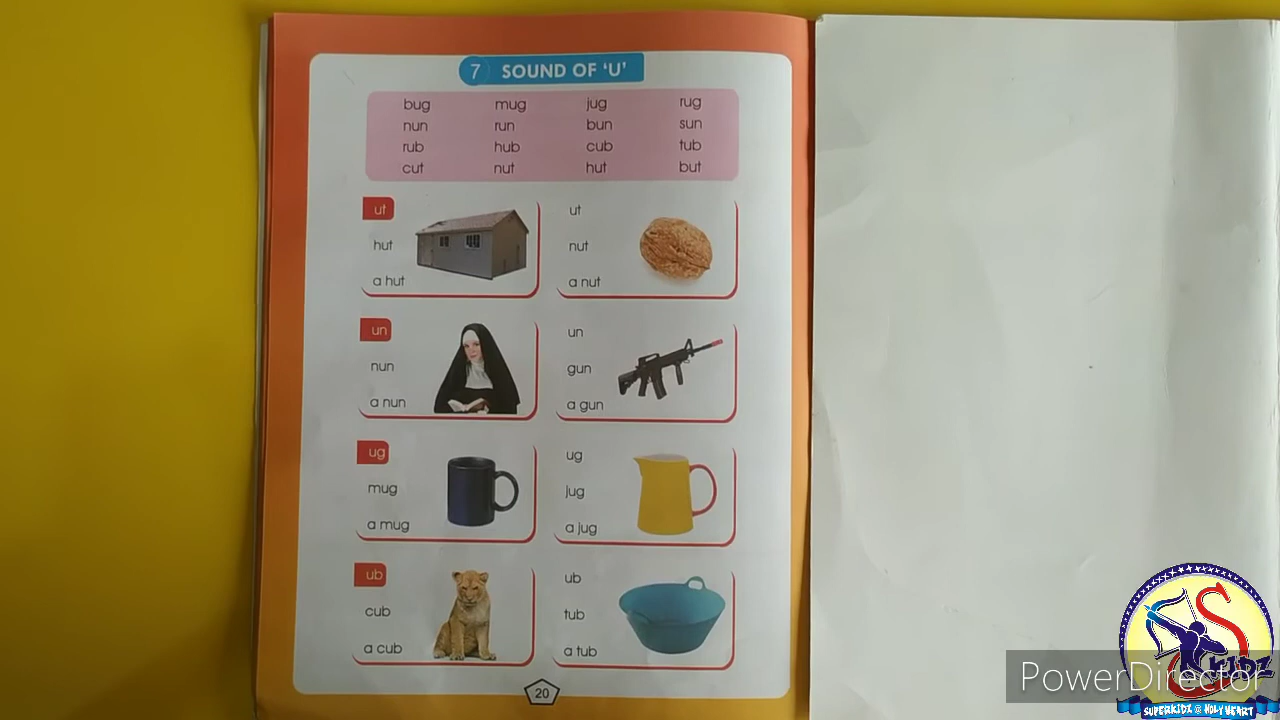 7 SOUND OF ‘U’
bug mug jug rug
nun run bun sun
rub hub cub tub
cut nut hut but
ut
hut
a hut
ut
nut
a nut
un
nun
a nun
un
gun
a gun
ug
mug
a mug
ug
jug
a jug
ub
cub
a cub
ub
tub
a tub
20
S KIDZ
PowerDirector
SUPERKIDZ @ HOLY HEART